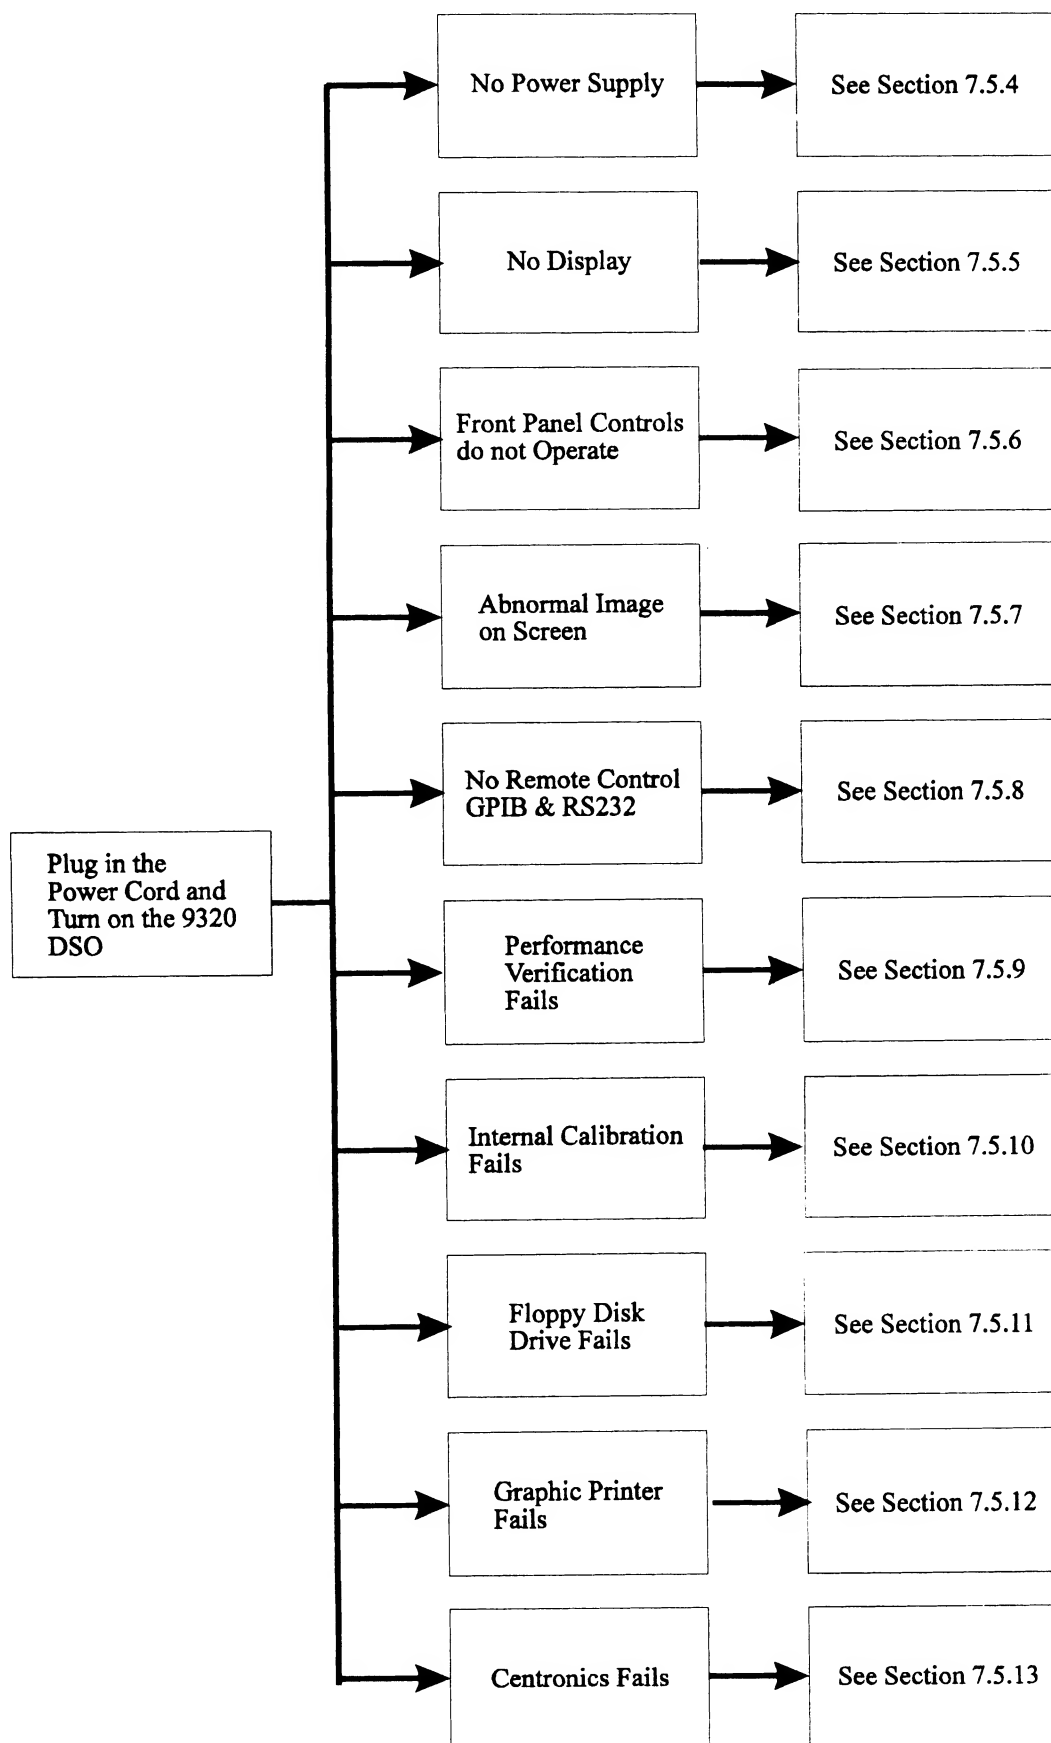 No Power Supply
See Section 7.5.4
No Display
See Section 7.5.5
Front Panel Controls
do not Operate
See Section 7.5.6
Abnormal Image
on Screen
See Section 7.5.7
No Remote Control
GPIB & RS232
See Section 7.5.8
Plug in the
Power Cord and
Turn on the 9320
DSO
Performance
Verification
Fails
See Section 7.5.9
Internal Calibration
Fails
See Section 7.5.10
Floppy Disk
Drive Fails
See Section 7.5.11
Graphic Printer
Fails
See Section 7.5.12
Centronics Fails
See Section 7.5.13